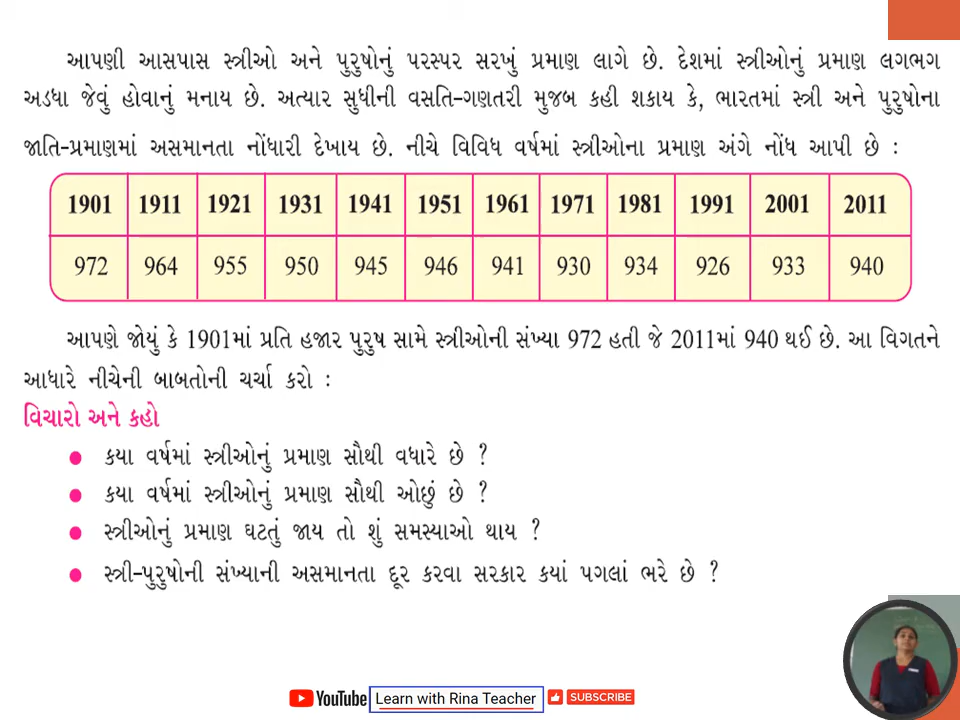 આપણી આસપાસ સ્ત્રીઓ અને પુરુષોનું પરસ્પર સરખું પ્રમાણ લાગે છે. દેશમાં સ્ત્રીઓનું પ્રમાણ લગભગ
અડધા જેવું હોવાનું મનાય છે. અત્યાર સુધીની વસતિ-ગણતરી મુજબ કહી શકાય કે, ભારતમાં સ્ત્રી અને પુરુષોના
જાતિ-પ્રમાણમાં અસમાનતા નોંધારી દેખાય છે. નીચે વિવિધ વર્ષમાં સ્ત્રીઓના પ્રમાણ અંગે નોંધ આપી છે :
1901 1911 1921 1931 1941 1951 1961 1971 1981 1991 2001 2011
972 964 955 950 945 946 941 930 934 926 933 940
આપણે જોયું કે 1901માં પ્રતિ હજાર પુરુષ સામે સ્ત્રીઓની સંખ્યા 972 હતી જે 2011માં 940 થઈ છે. આ વિગતને
આધારે નીચેની બાબતોની ચર્ચા કરો :
વિચારો અને કહો
● કયા વર્ષમાં સ્ત્રીઓનું પ્રમાણ સૌથી વધારે છે ?
● કયા વર્ષમાં સ્ત્રીઓનું પ્રમાણ સૌથી ઓછું છે ?
● સ્ત્રીઓનું પ્રમાણ ઘટતું જાય તો શું સમસ્યાઓ થાય ?
● સ્ત્રી-પુરુષોની સંખ્યાની અસમાનતા દૂર કરવા સરકાર કયાં પગલાં ભરે છે ?
YouTube Learn with Rina Teacher SUBSCRIBE